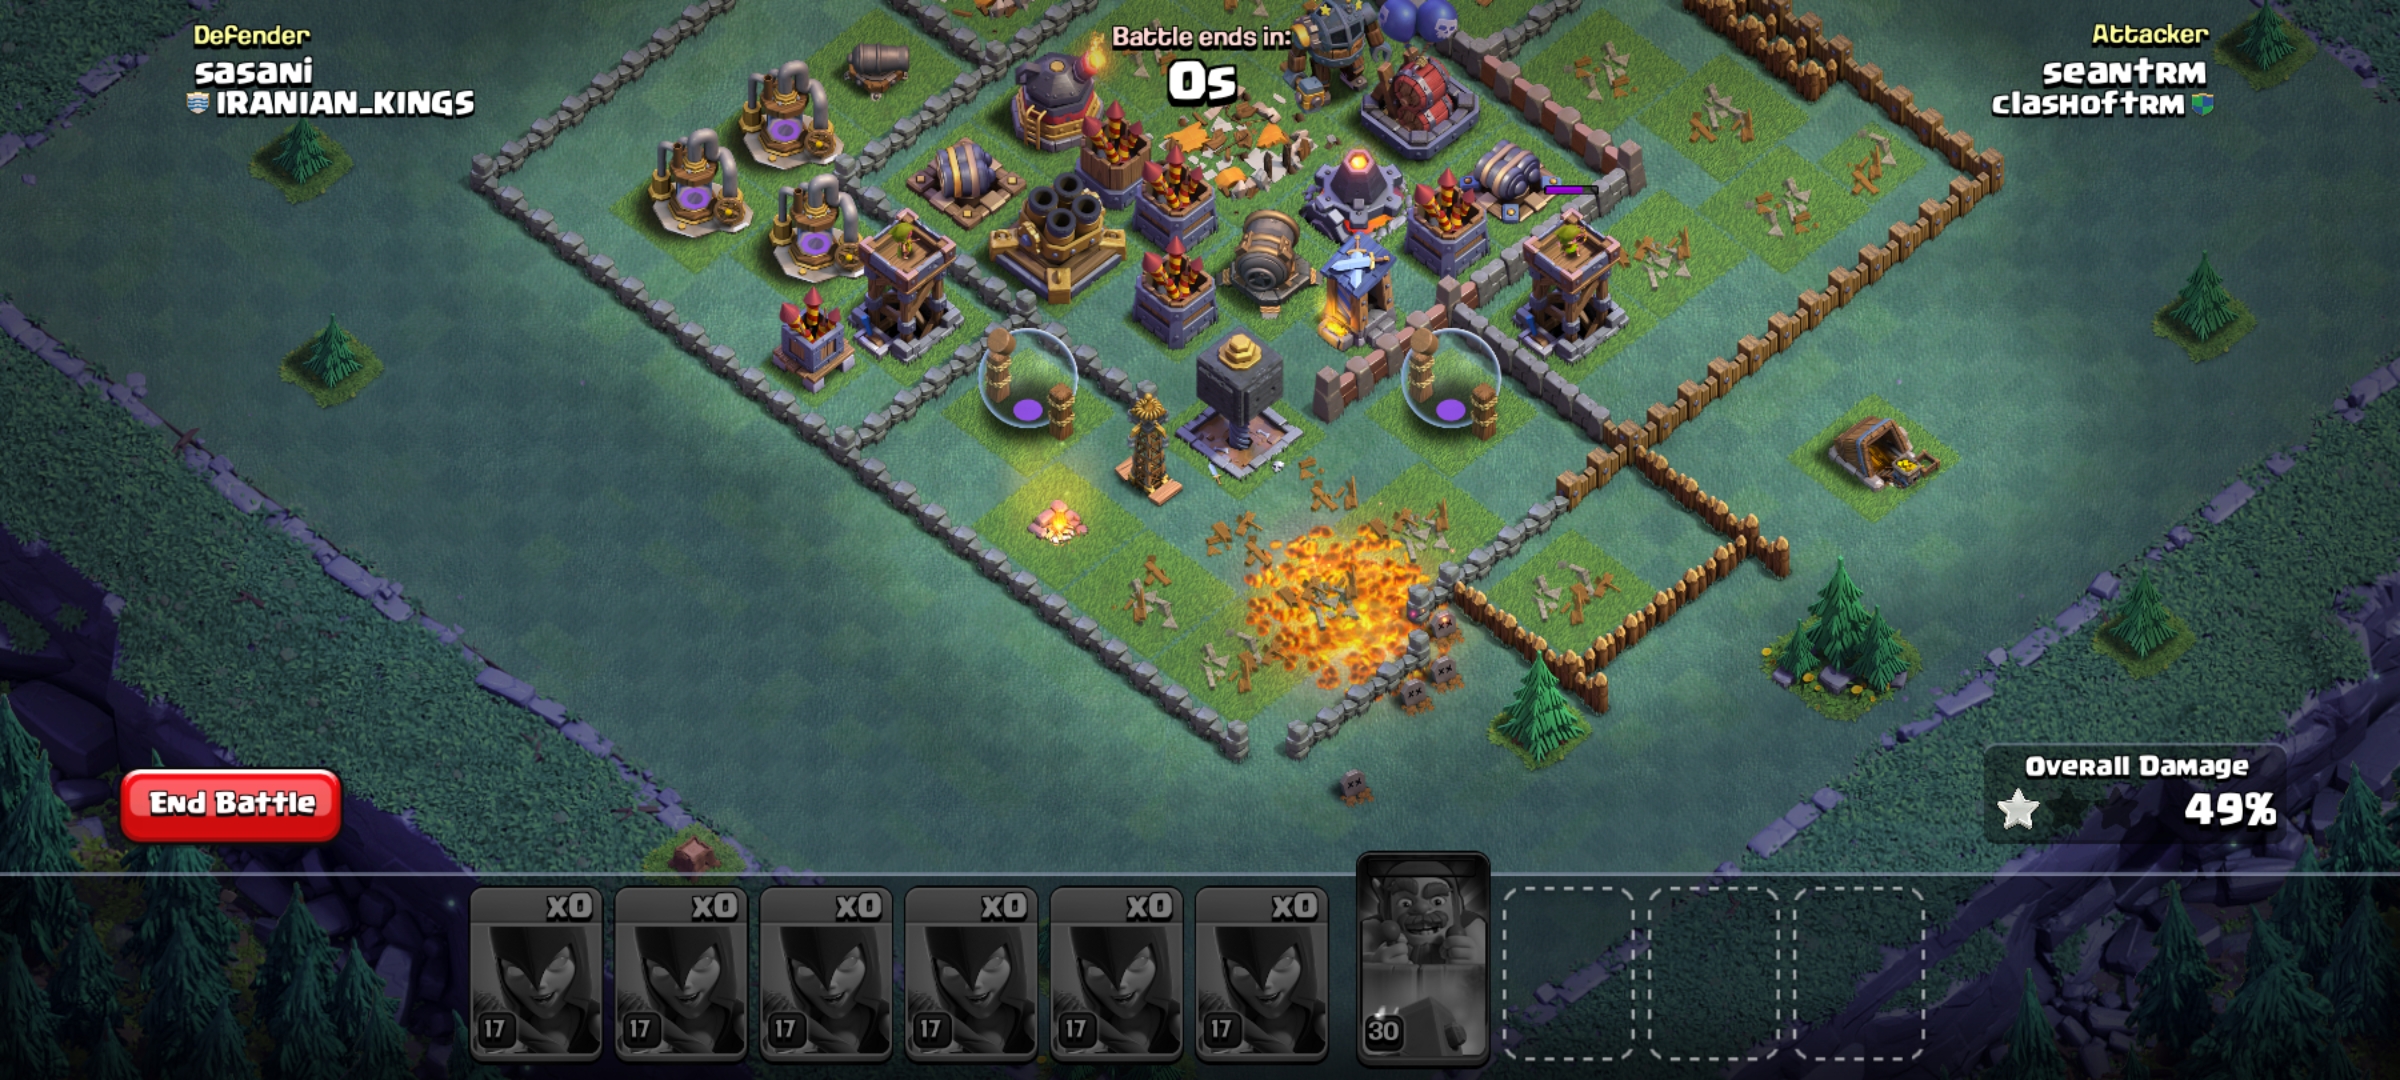 Defender
sasani
IRANIAN_KINGS
Battle ends in:
0s
Attacker
seantRM
clashoftRM
End Battle
Overall Damage
49%
x0
x0
x0
x0
x0
x0
17
17
17
17
17
17
30